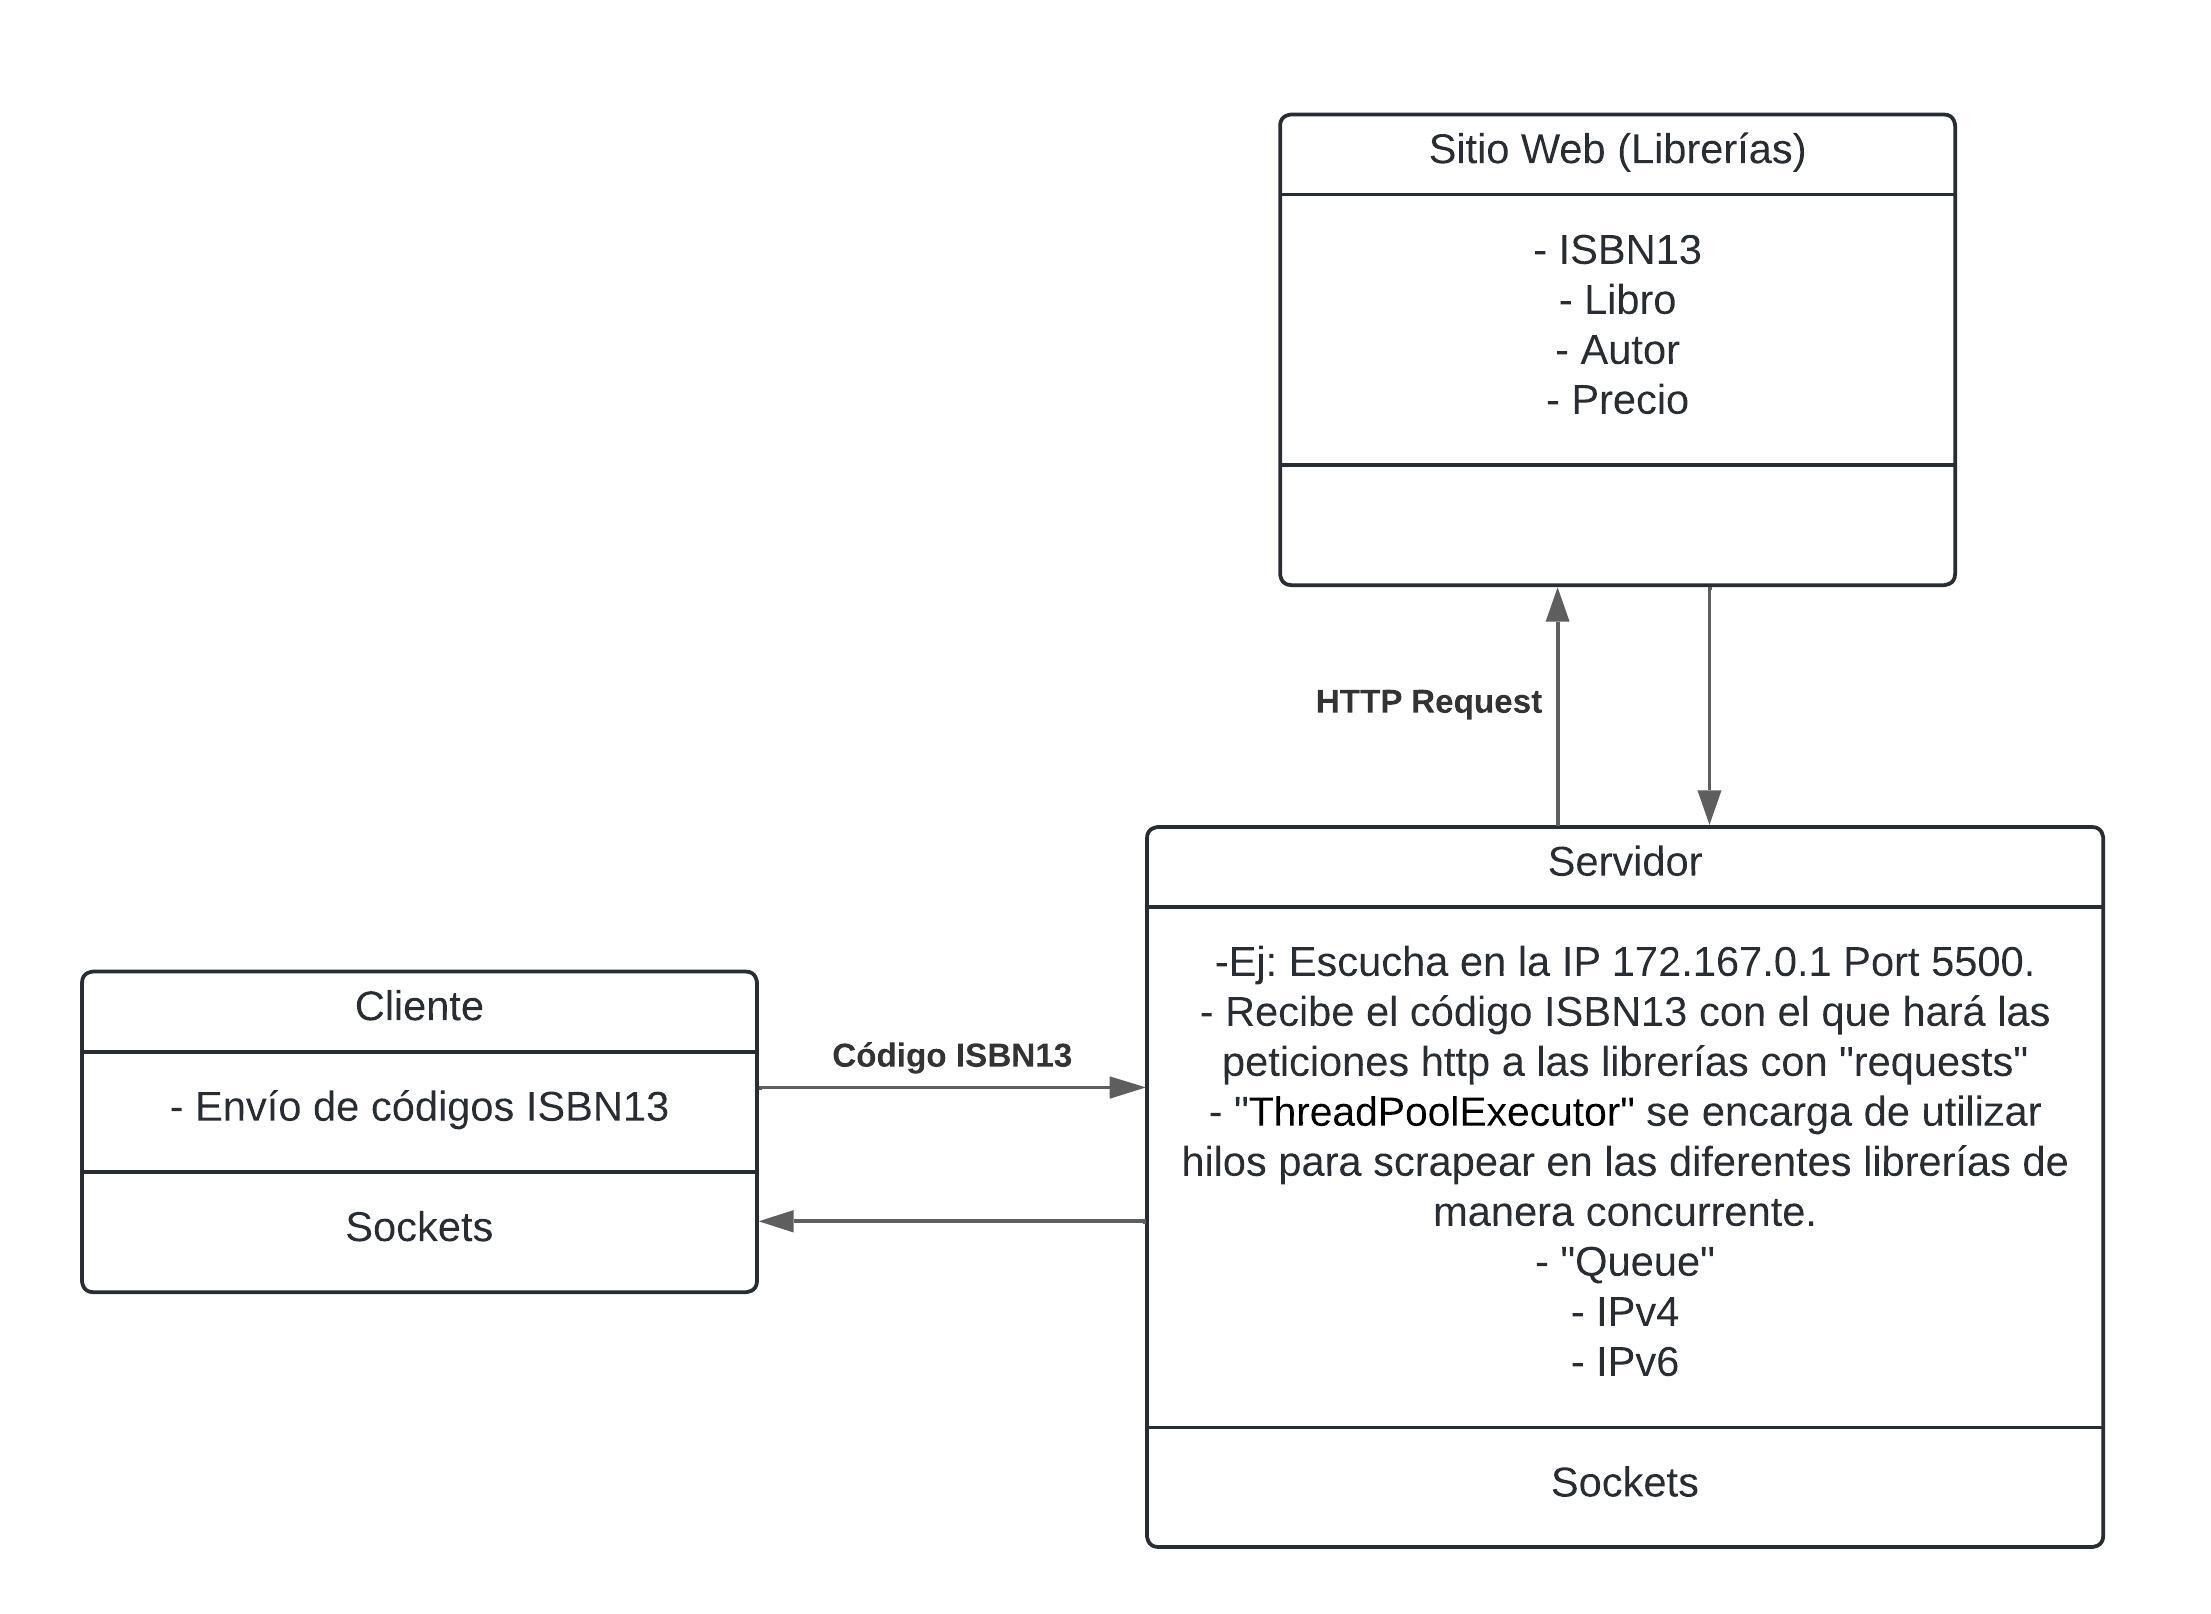 Sitio Web (Librerías)
- ISBN13
- Libro
- Autor
- Precio
HTTP Request
Servidor
-Ej: Escucha en la IP 172.167.0.1 Port 5500.
- Recibe el código ISBN13 con el que hará las
peticiones http a las librerías con "requests"
- "ThreadPoolExecutor" se encarga de utilizar
hilos para scrapear en las diferentes librerías de
manera concurrente.
- "Queue"
- IPv4
- IPv6
Sockets
Cliente
- Envío de códigos ISBN13
Sockets
Código ISBN13